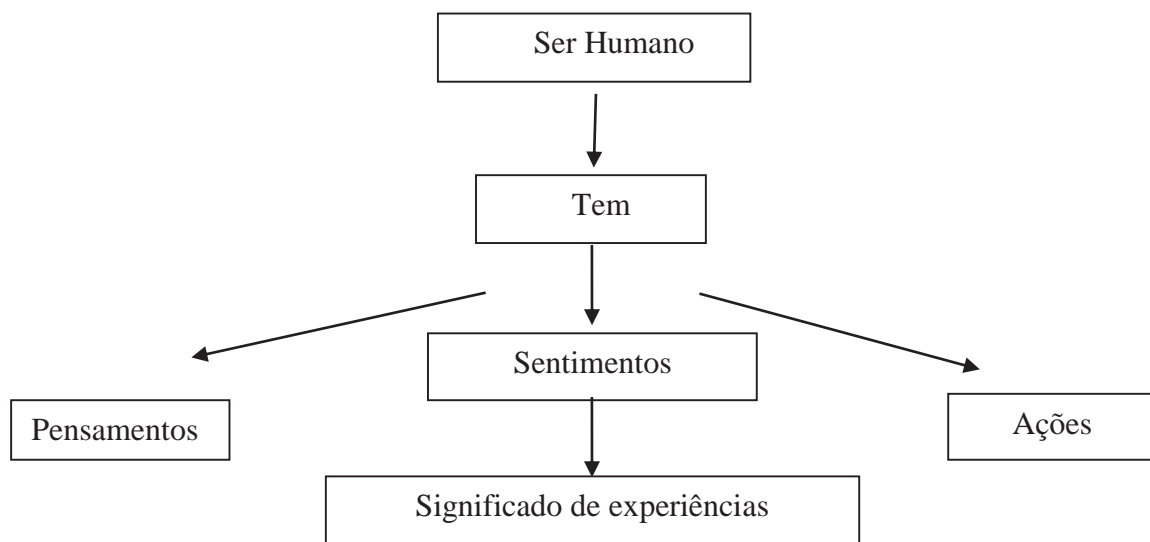 Ser Humano
Tem
Sentimentos
Pensamentos
Ações
Significado de experiências